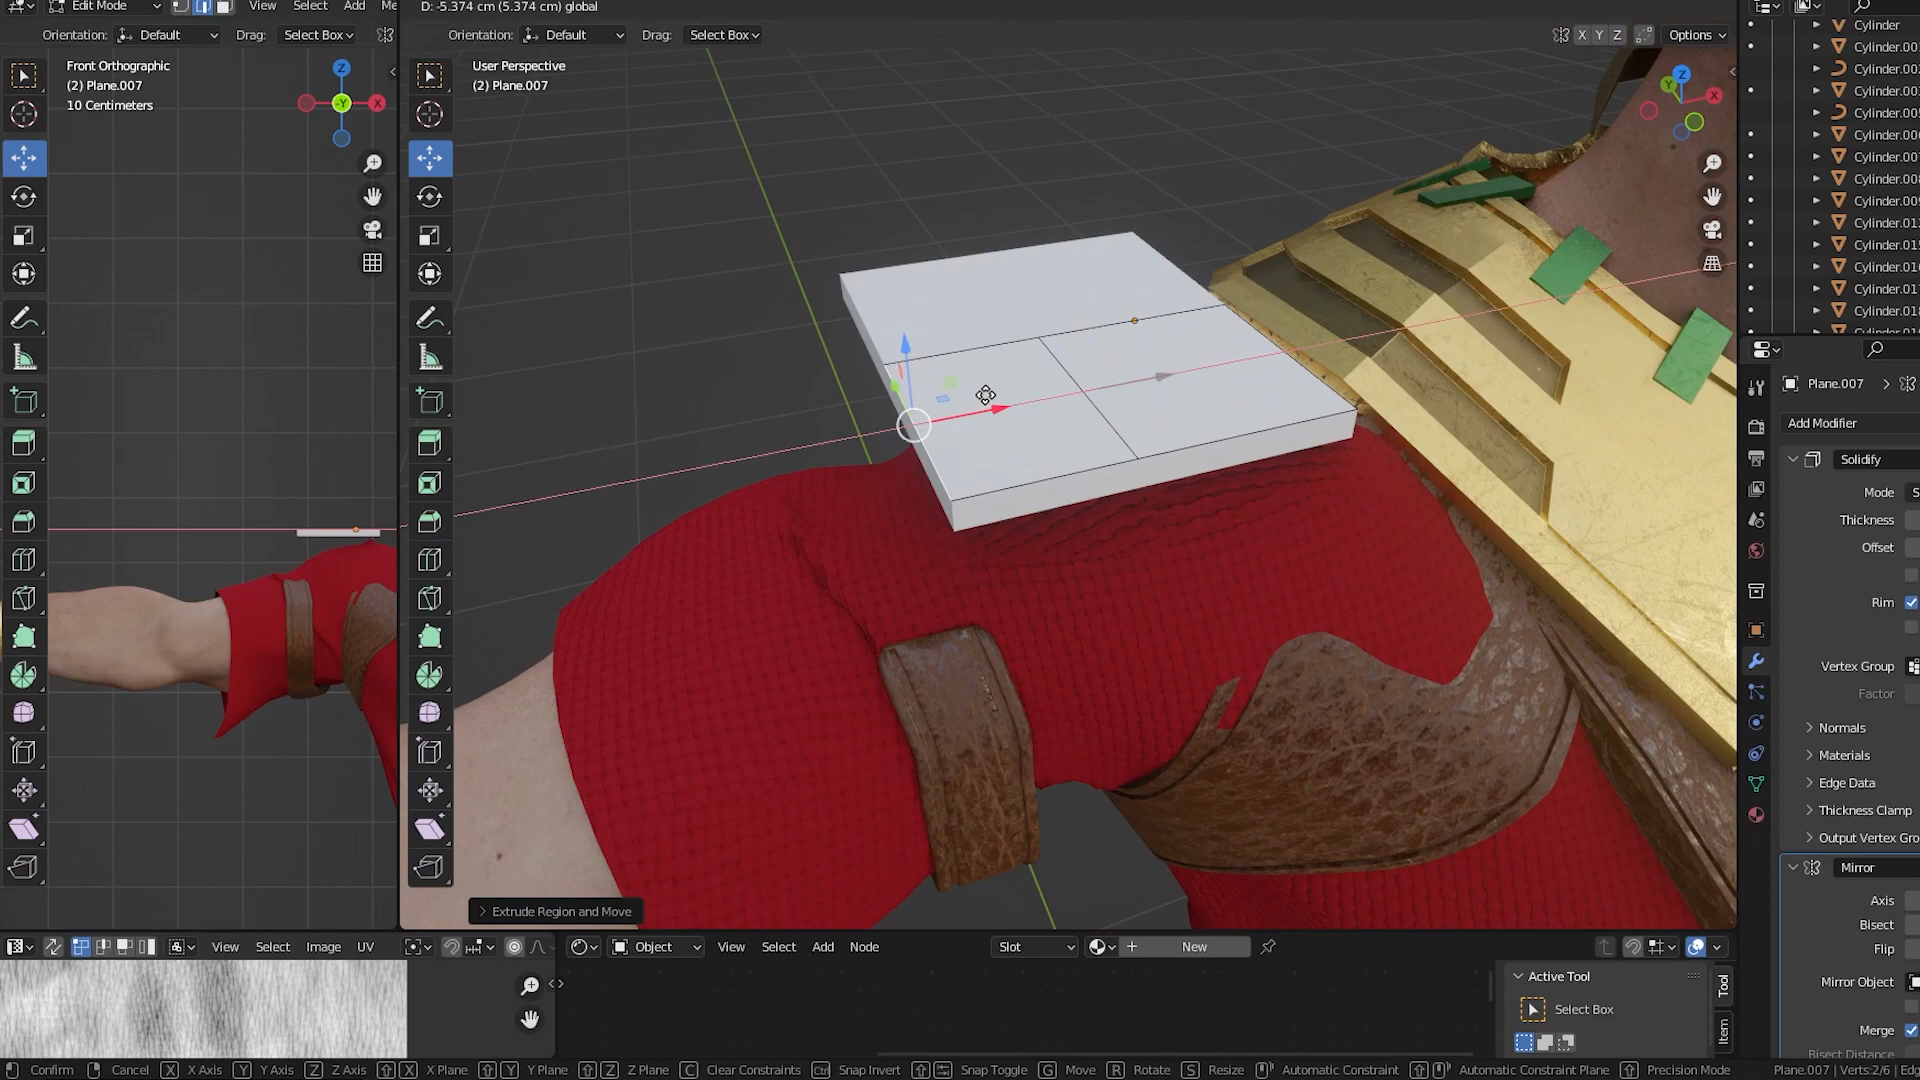 Edit Mode View Select Add Me
D: -5.374 cm (5.374 cm) global
Orientation: Default Drag: Select Box
Orientation: Default Drag: Select Box X Y Z Options
Front Orthographic
(2) Plane.007
10 Centimeters
Z
-Y
X
User Perspective
(2) Plane.007
Z
Y
X
Cylinder
Cylinder.00
Cylinder.00
Cylinder.00
Cylinder.00
Cylinder.00
Cylinder.00
Cylinder.00
Cylinder.00
Cylinder.01
Cylinder.01
Cylinder.01
Cylinder.01
Cylinder.01
Plane.007
Add Modifier
Solidify
Mode S
Thickness
Offset
Rim
Vertex Group
Factor
Normals
Materials
Edge Data
Thickness Clamp
Output Vertex Gro
Mirror
Axis
Bisect
Flip
Mirror Object
Merge
Bisect Distance
Extrude Region and Move
View Select Image UV
Object View Select Add Node Slot New
Active Tool
Select Box
Tool
Item
Confirm Cancel X X Axis Y Y Axis Z Z Axis X X Plane Y Y Plane Z Z Plane C Clear Constraints Ctrl Snap Invert Snap Toggle G Move R Rotate S Resize Automatic Constraint Automatic Constraint Plane Precision Mode Plane.007 | Verts:2/6 | Edg